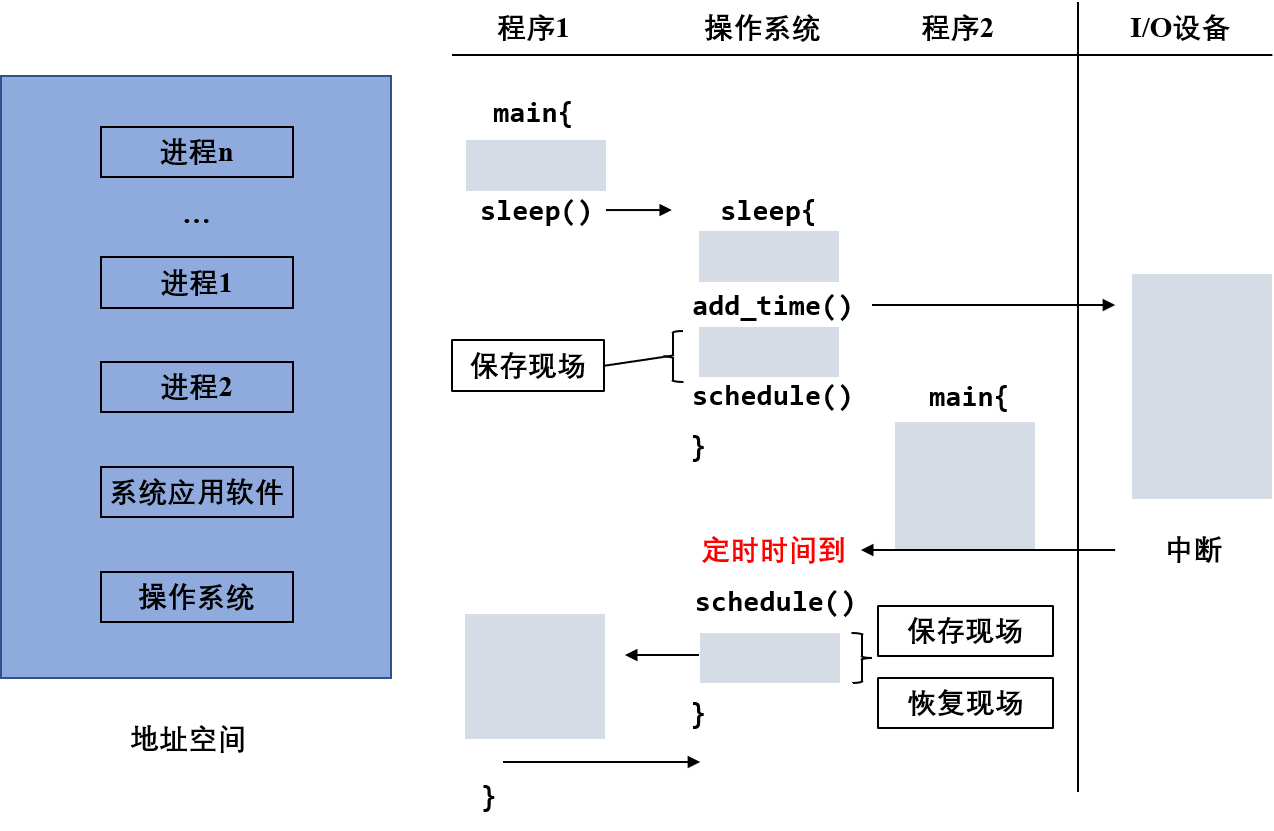 程序1
操作系统
程序2
I/O设备
进程n
…
进程1
进程2
系统应用软件
操作系统
地址空间
main{
sleep()
sleep{
add_time()
保存现场
schedule()
}
main{
定时时间到
中断
schedule()
保存现场
恢复现场
}
}